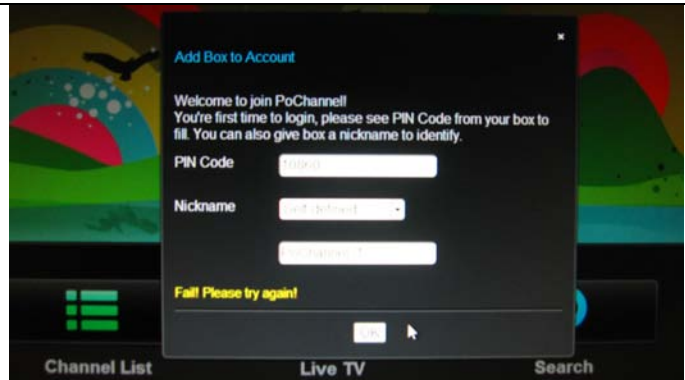 Add Box to Account
Welcome to join PoChannel!
You're first time to login, please see PIN Code from your box to
fill. You can also give box a nickname to identify.
PIN Code
Nickname
Fail! Please try again!
OK
Channel List
Live TV
Search